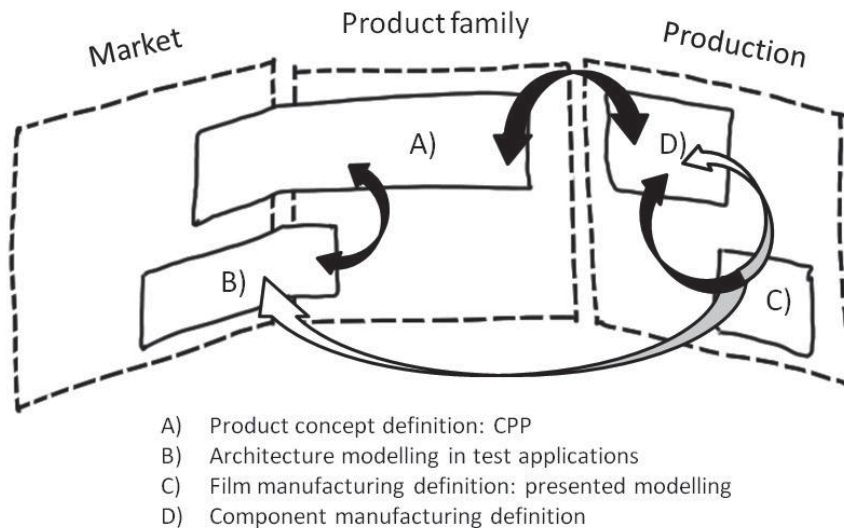 Market
Product family
Production
A)
D)
B)
C)
A) Product concept definition: CPP
B) Architecture modelling in test applications
C) Film manufacturing definition: presented modelling
D) Component manufacturing definition